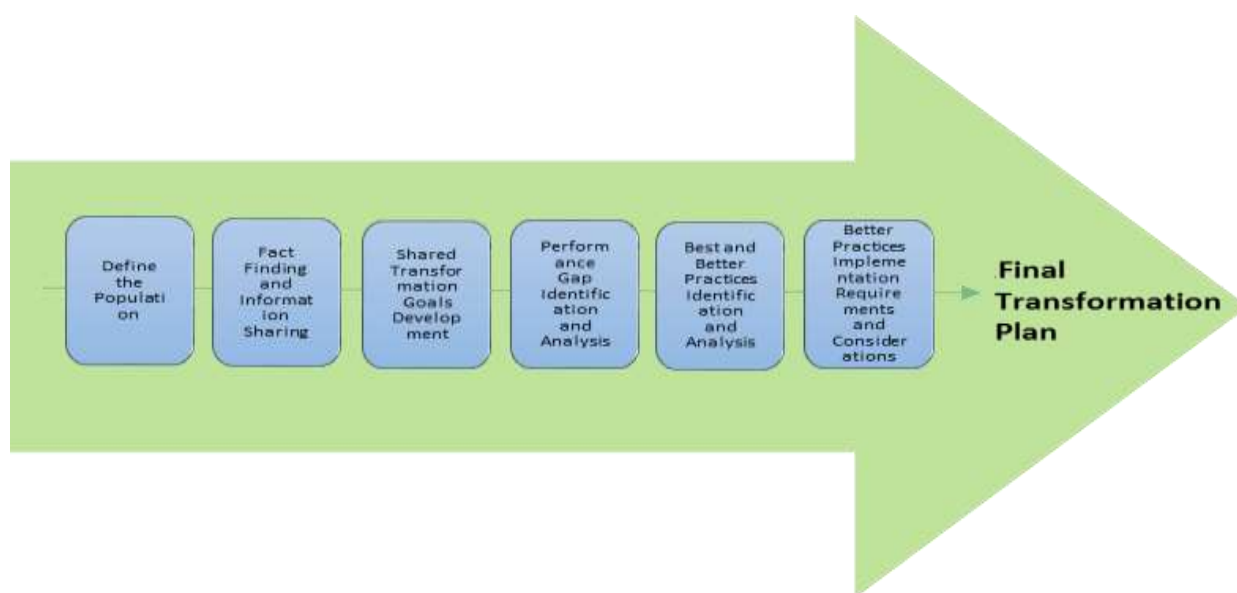 Define
the
Populati
on
Fact
Finding
and
Informat
ion
Sharing
Shared
Transfor
mation
Goals
Develop
ment
Perform
ance
Gap
Identific
ation
and
Analysis
Best and
Better
Practices
Identific
ation and
Analysis
Better
Practices
Impleme
ntation
Require
ments
and
Consider
ations
Final
Transformation
Plan